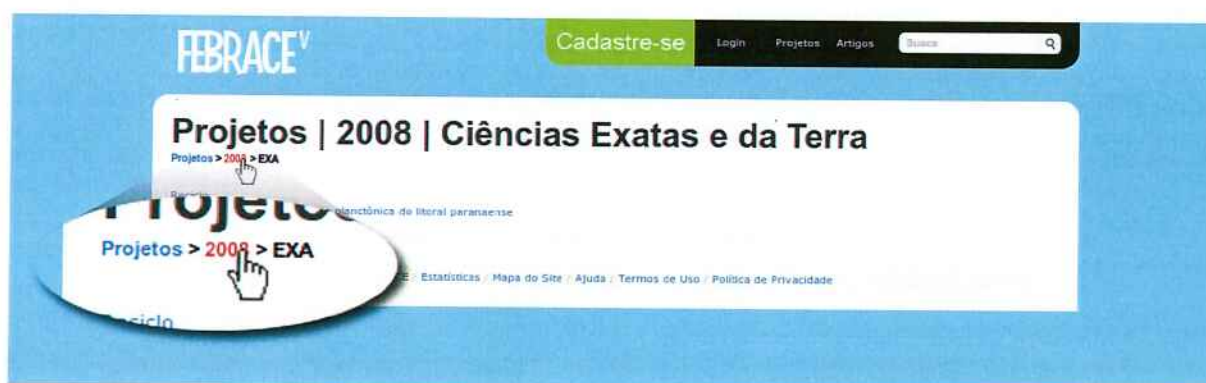 FEBRACE V
Cadastre-se Login Projetos Artigos Busca
Projetos | 2008 | Ciências Exatas e da Terra
Projetos > 2008 > EXA
Reciclo
planctônica do litoral paranaense
Projetos > 2008 > EXA
Estatísticas / Mapa do Site / Ajuda / Termos de Uso / Política de Privacidade